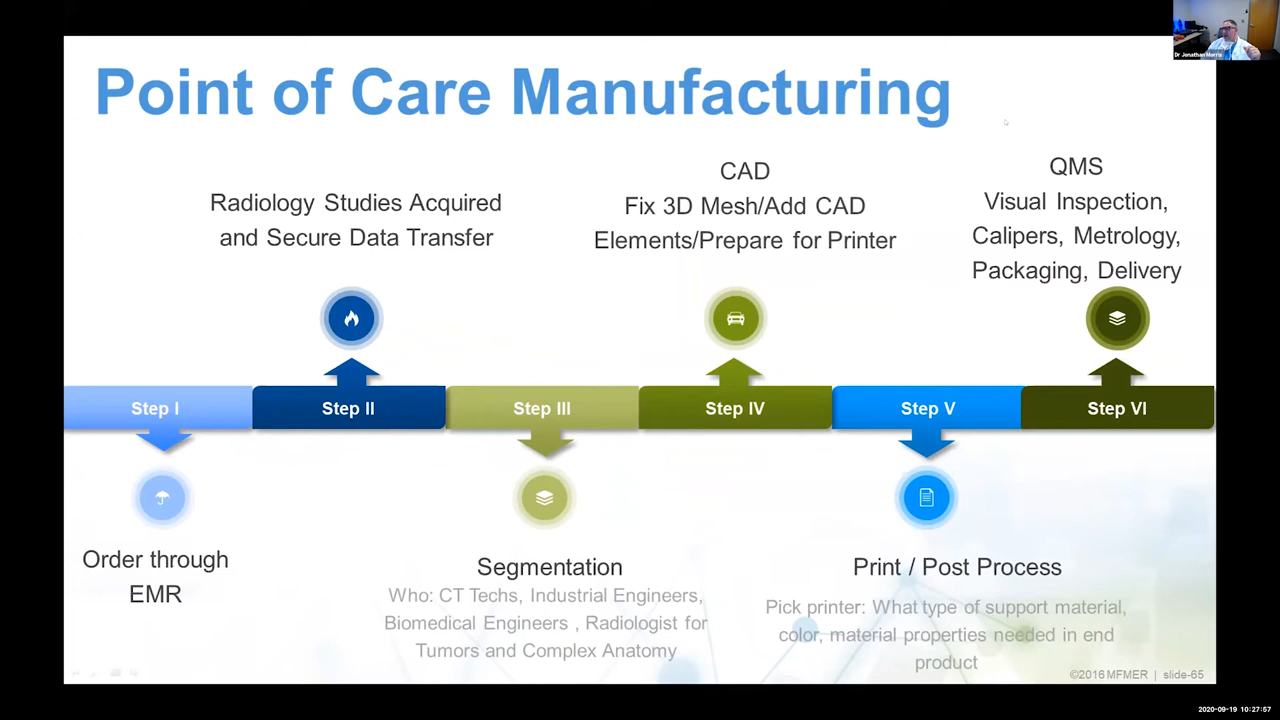 Dr Jonathan Morris
Point of Care Manufacturing
Radiology Studies Acquired
and Secure Data Transfer
CAD
Fix 3D Mesh/Add CAD
Elements/Prepare for Printer
QMS
Visual Inspection,
Calipers, Metrology,
Packaging, Delivery
Step I
Step II
Step III
Step IV
Step V
Step VI
Order through
EMR
Segmentation
Who: CT Techs, Industrial Engineers,
Biomedical Engineers , Radiologist for
Tumors and Complex Anatomy
Print / Post Process
Pick printer: What type of support material,
color, material properties needed in end
product
©2016 MFMER | slide-65
2020-09-19 10:27:57